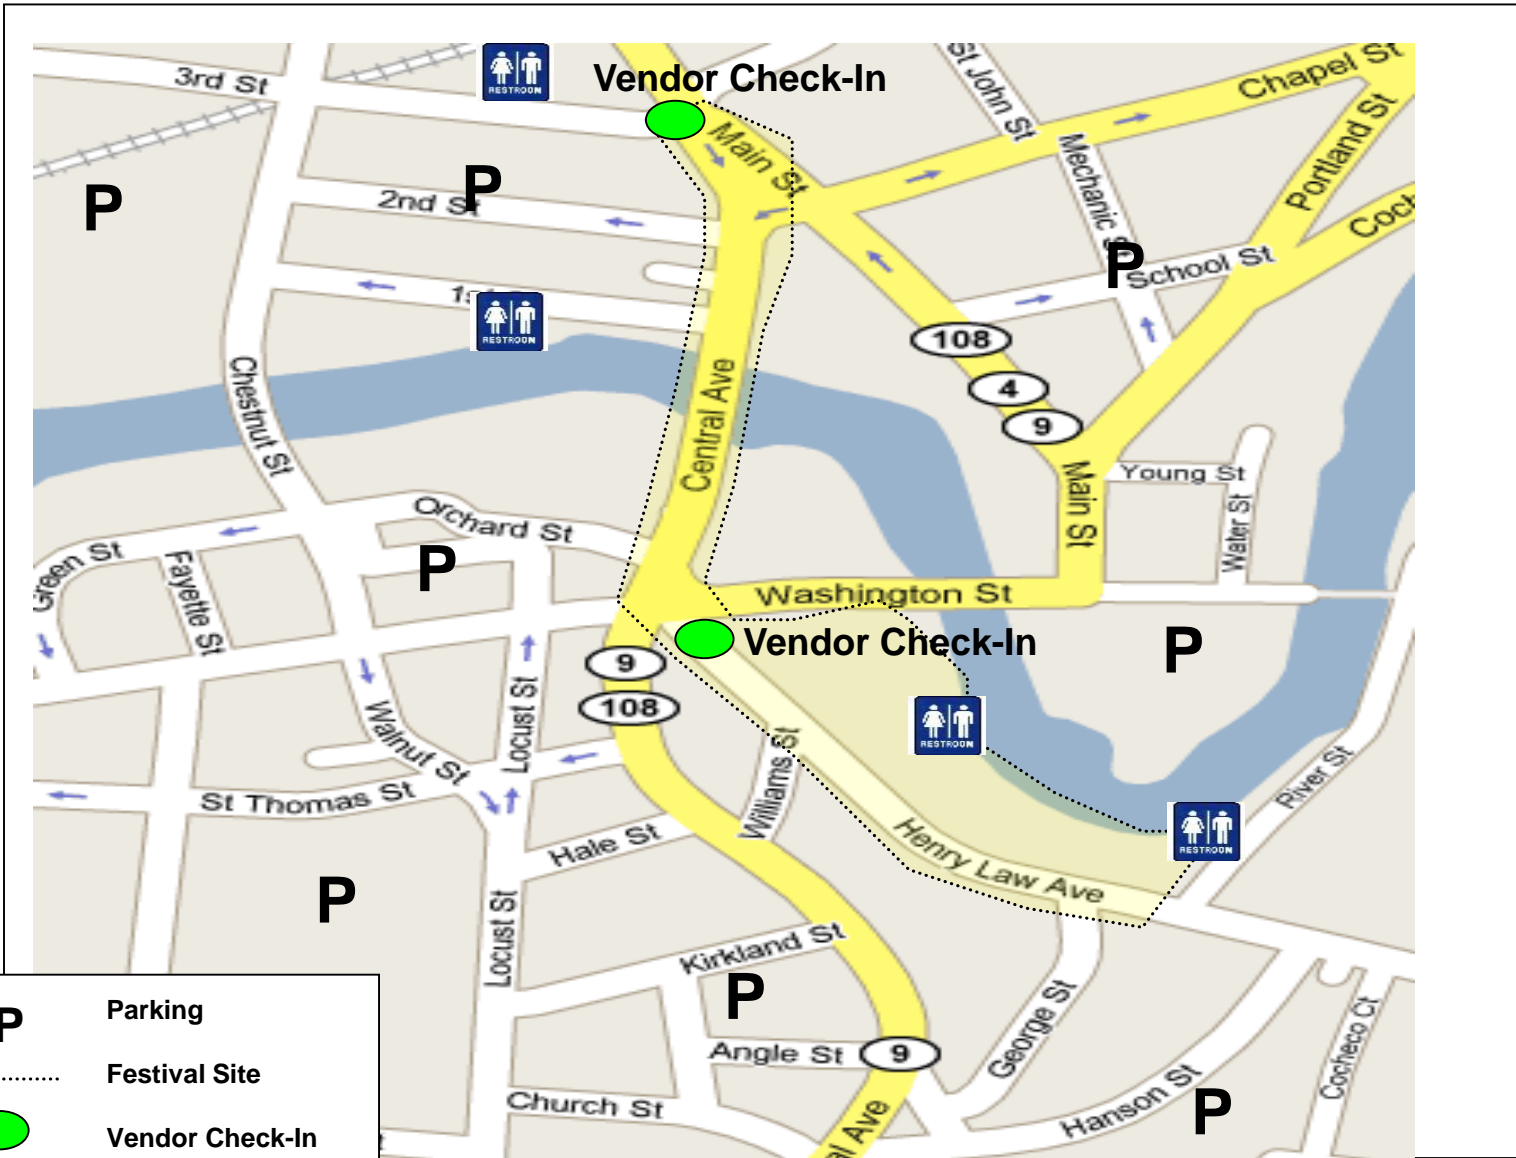 RESTROOM
Vendor Check-In
3rd St
St John St
Chapel St
Main St
Mechanic S
Portland St
P
P
2nd St
Coch
P
School St
1s
RESTROOM
108
4
9
Chestnut St
Central Ave
Main St
Young St
Water St
Orchard St
Green St
Fayette St
P
Washington St
Vendor Check-In
P
9
108
Locust St
Walnut St
RESTROOM
Williams St
River St
St Thomas St
Hale St
Henry Law Ave
RESTROOM
P
Locust St
Kirkland St
P
George St
Angle St
9
Cocheco Ct
Church St
Hanson St
P
al Ave
P Parking
Festival Site
Vendor Check-In